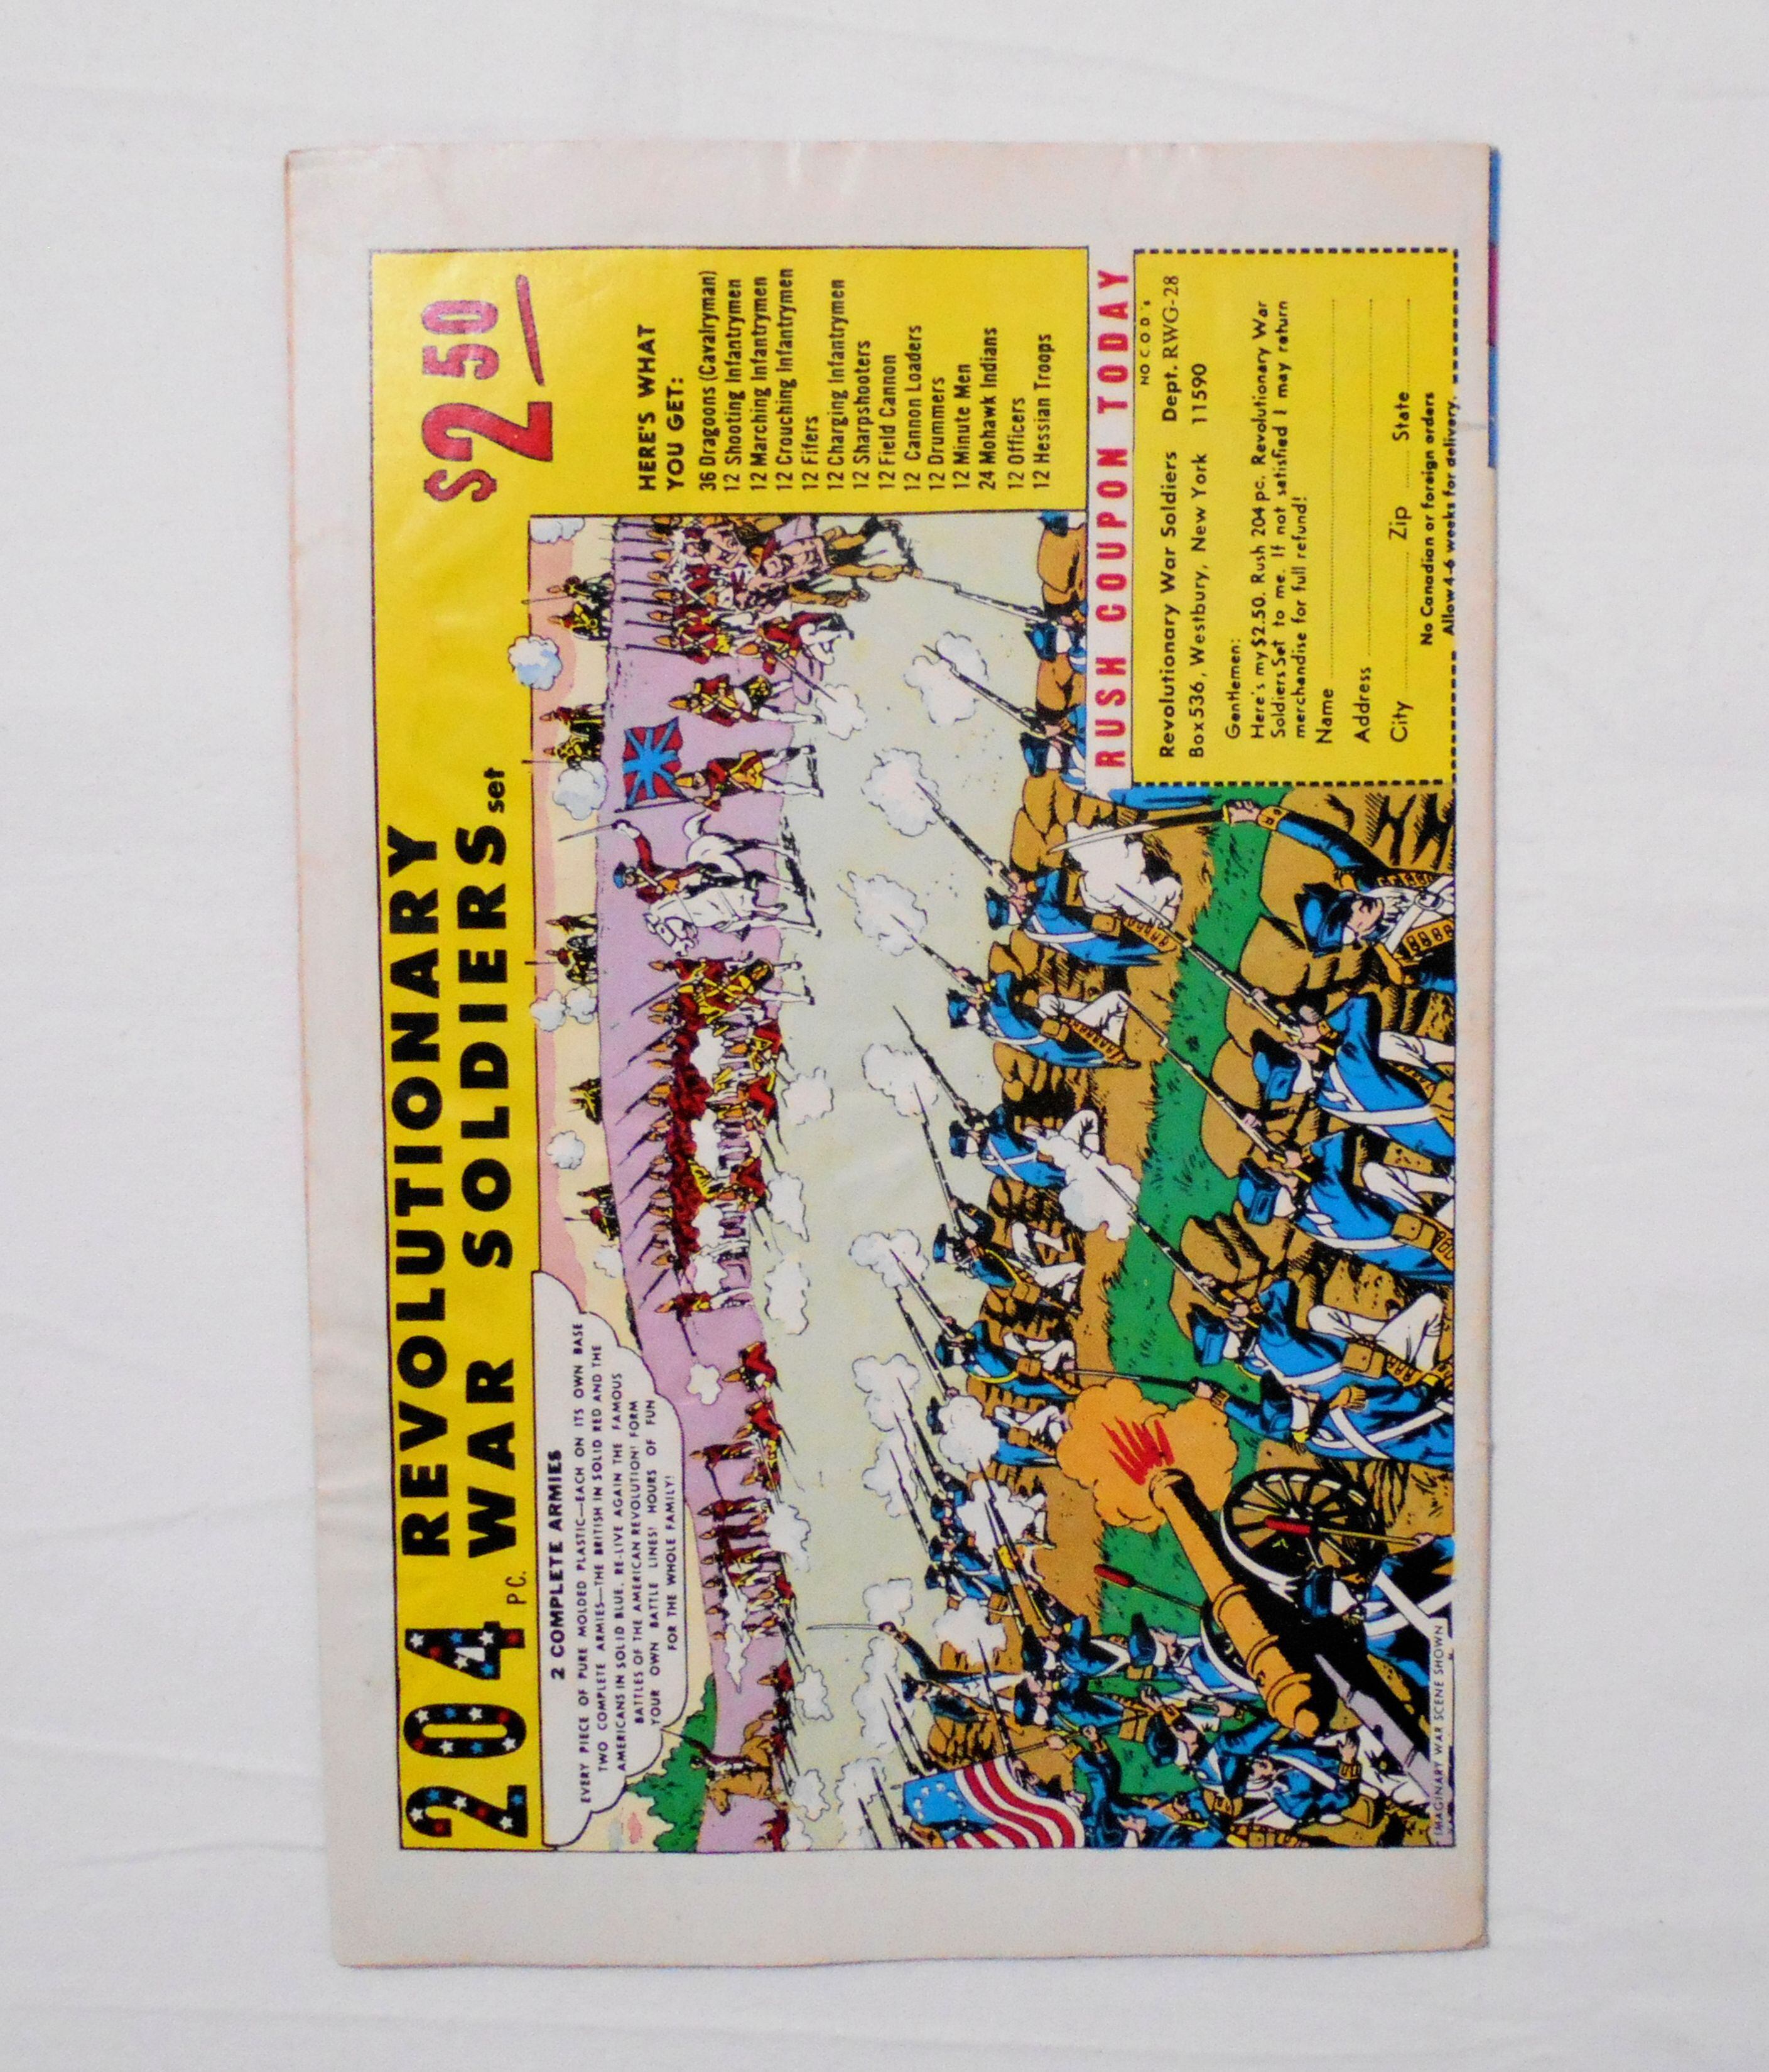 204 PC. REVOLUTIONARY
WAR SOLDIERS set
$2 50
2 COMPLETE ARMIES
EVERY PIECE OF PURE MOLDED PLASTIC—EACH ON ITS OWN BASE
TWO COMPLETE ARMIES—THE BRITISH IN SOLID RED AND THE
AMERICANS IN SOLID BLUE. RE-LIVE AGAIN THE FAMOUS
BATTLES OF THE AMERICAN REVOLUTION! FORM
YOUR OWN BATTLE LINES! HOURS OF FUN
FOR THE WHOLE FAMILY!
HERE'S WHAT
YOU GET:
36 Dragoons (Cavalryman)
12 Shooting Infantrymen
12 Marching Infantrymen
12 Crouching Infantrymen
12 Fifers
12 Charging Infantrymen
12 Sharpshooters
12 Field Cannon
12 Cannon Loaders
12 Drummers
12 Minute Men
24 Mohawk Indians
12 Officers
12 Hessian Troops
IMAGINARY WAR SCENE SHOWN
RUSH COUPON TODAY
NO C.O.D.'s
Revolutionary War Soldiers Dept. RWG-28
Box 536, Westbury, New York 11590
Gentlemen:
Here's my $2.50. Rush 204 pc. Revolutionary War
Soldiers Set to me. If not satisfied I may return
merchandise for full refund!
Name
Address
City Zip State
No Canadian or foreign orders
Allow 4-6 weeks for delivery.